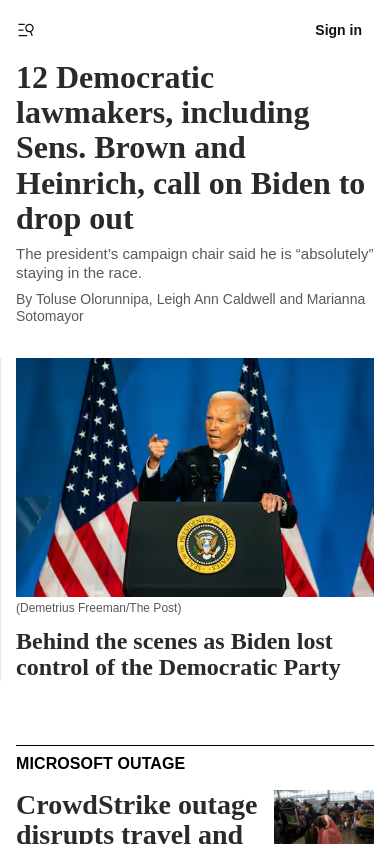 Sign in
12 Democratic
lawmakers, including
Sens. Brown and
Heinrich, call on Biden to
drop out
The president’s campaign chair said he is “absolutely”
staying in the race.
By Toluse Olorunnipa, Leigh Ann Caldwell and Marianna
Sotomayor
(Demetrius Freeman/The Post)
Behind the scenes as Biden lost
control of the Democratic Party
MICROSOFT OUTAGE
CrowdStrike outage
disrupts travel and